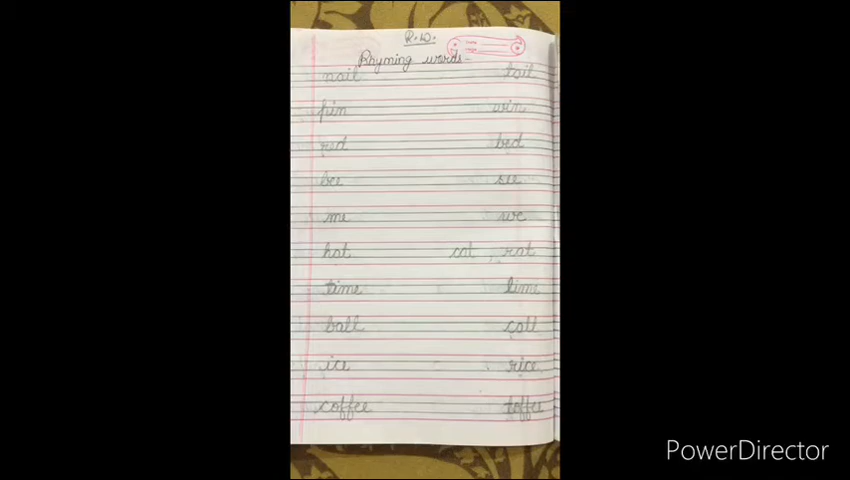 R.W.
Rhyming words-
nail tail
pin win
red bed
bee see
me we
hat cat , rat
time lime
ball call
ice rice
coffee toffee
PowerDirector